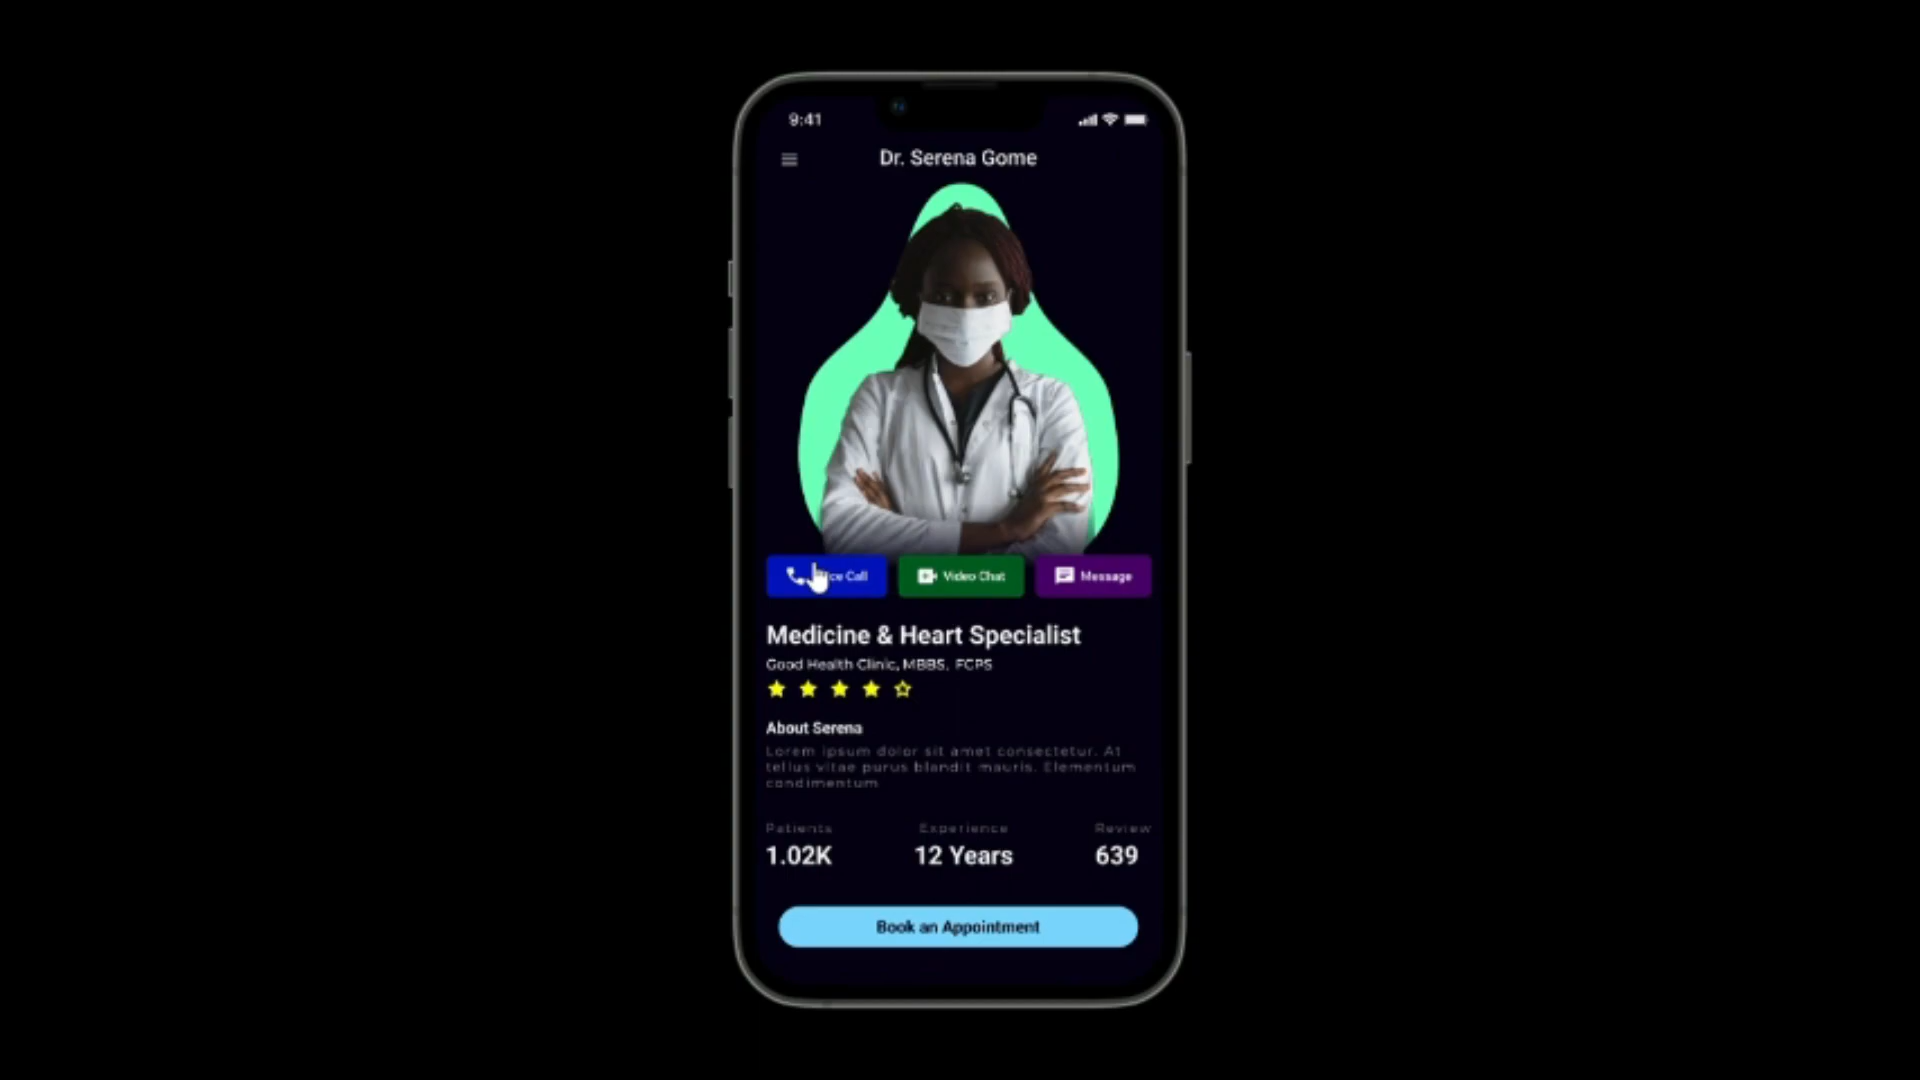 9:41
Dr. Serena Gome
Call
Video Chat
Message
Medicine & Heart Specialist
Good Health Clinic, MBBS, FCPS
About Serena
Lorem ipsum dolor sit amet consectetur. At
tellus vitae purus blandit mauris. Elementum
condimentum
Patients
Experience
Review
1.02K
12 Years
639
Book an Appointment